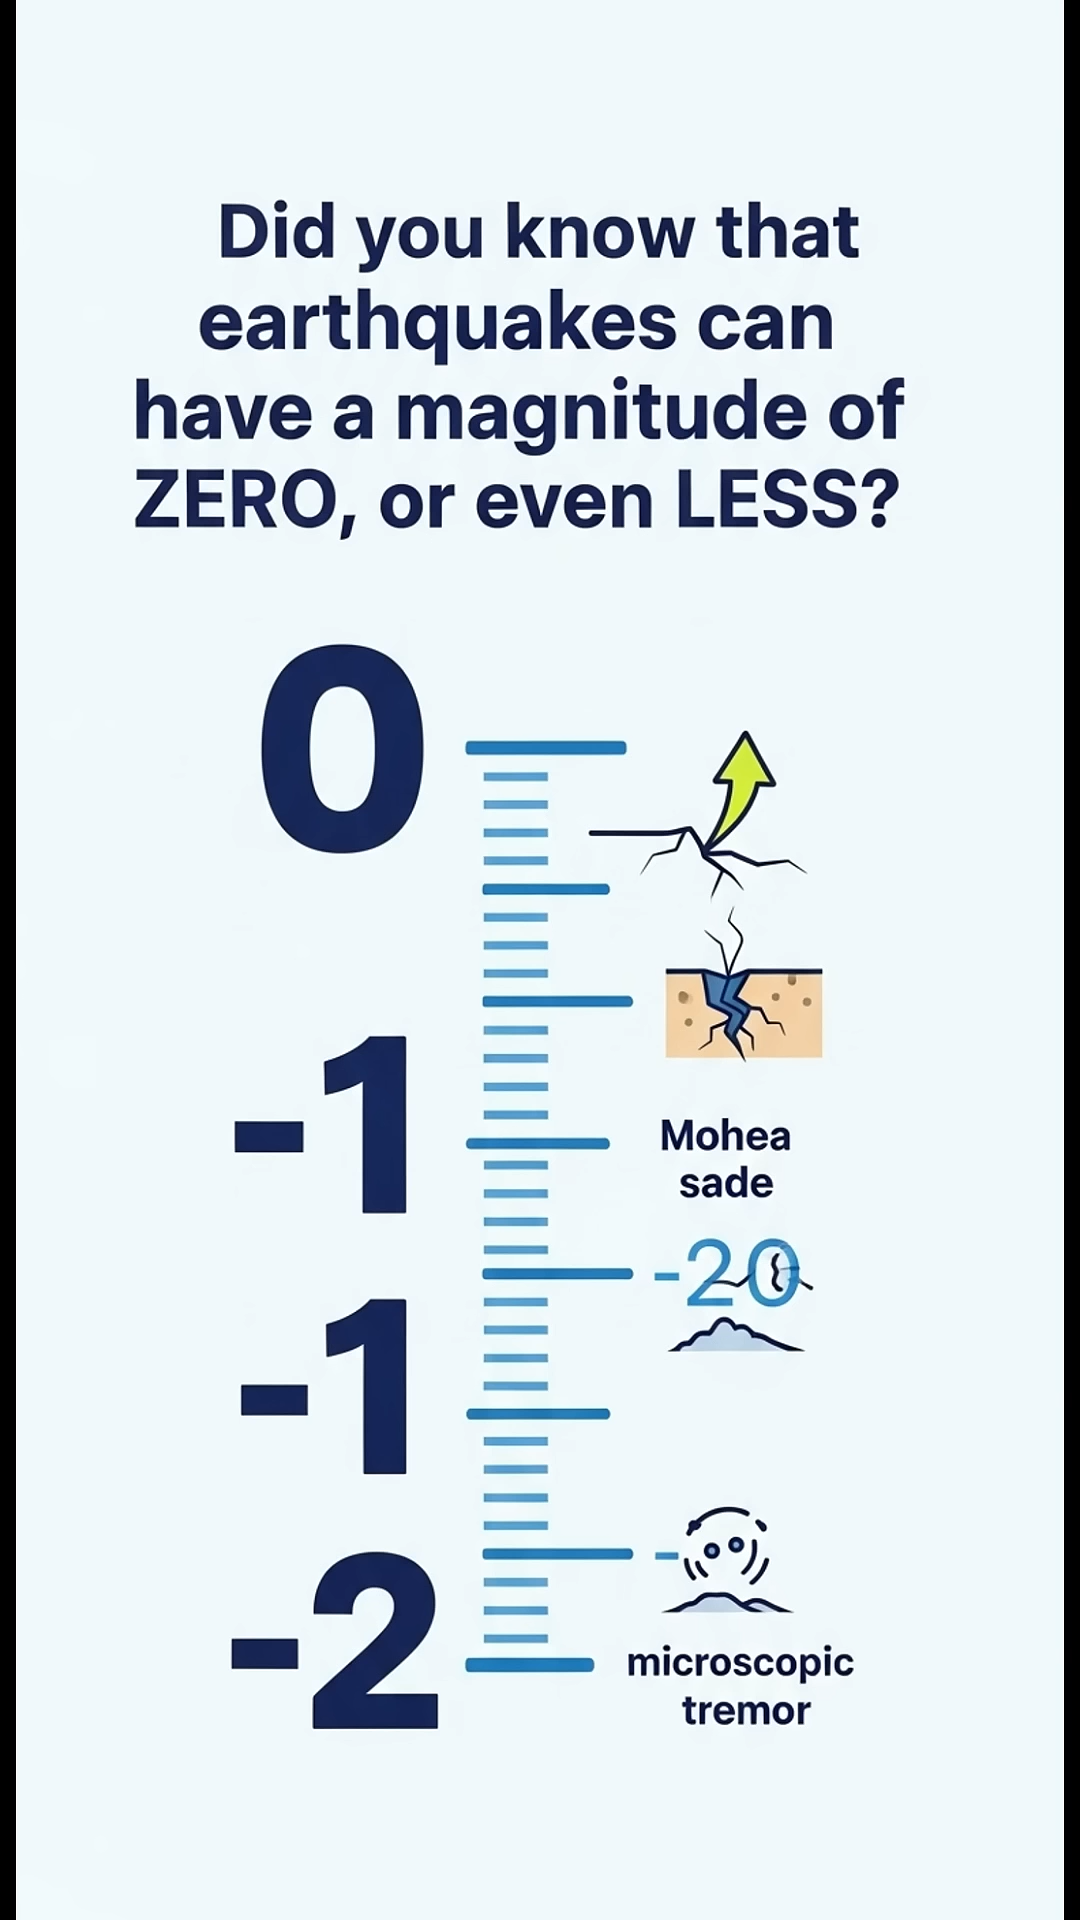 Did you know that
earthquakes can
have a magnitude of
ZERO, or even LESS?
0
-1
Mohea
sade
-20
-1
-2
microscopic
tremor